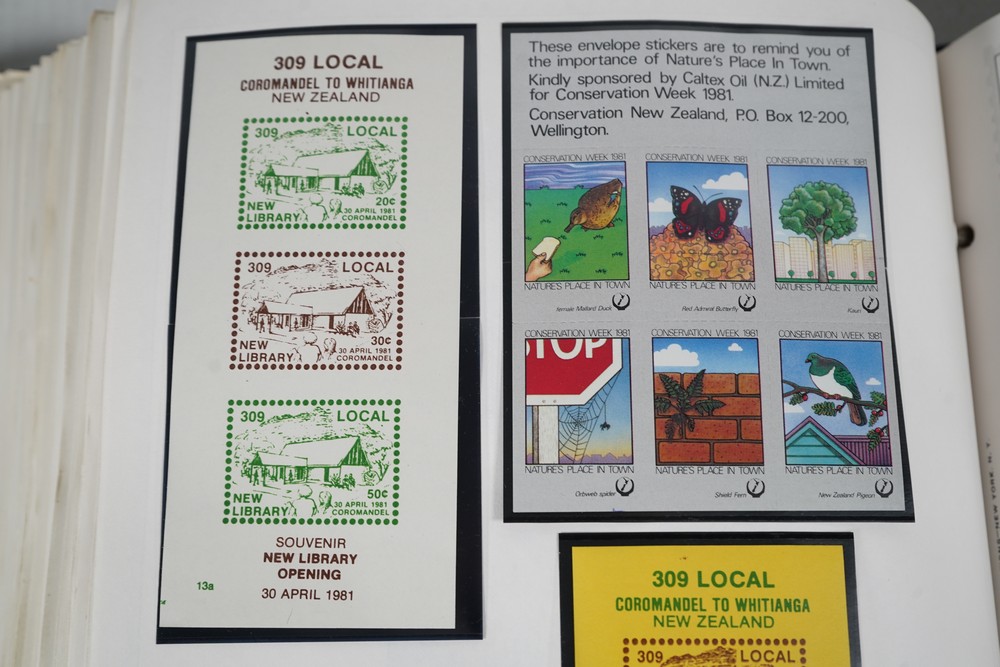 309 LOCAL
COROMANDEL TO WHITIANGA
NEW ZEALAND
309 LOCAL
20c
NEW
LIBRARY
30 APRIL 1981
COROMANDEL
309 LOCAL
30c
NEW
LIBRARY
30 APRIL 1981
COROMANDEL
309 LOCAL
50c
NEW
LIBRARY
30 APRIL 1981
COROMANDEL
SOUVENIR
NEW LIBRARY
OPENING
30 APRIL 1981
13a
These envelope stickers are to remind you of
the importance of Nature's Place In Town.
Kindly sponsored by Caltex Oil (N.Z.) Limited
for Conservation Week 1981.
Conservation New Zealand, P.O. Box 12-200,
Wellington.
CONSERVATION WEEK 1981
NATURE'S PLACE IN TOWN
female Mallard Duck
CONSERVATION WEEK 1981
NATURE'S PLACE IN TOWN
Red Admiral Butterfly
CONSERVATION WEEK 1981
NATURE'S PLACE IN TOWN
Kauri
CONSERVATION WEEK 1981
STOP
NATURE'S PLACE IN TOWN
Orbweb spider
CONSERVATION WEEK 1981
NATURE'S PLACE IN TOWN
Shield Fern
CONSERVATION WEEK 1981
NATURE'S PLACE IN TOWN
New Zealand Pigeon
309 LOCAL
COROMANDEL TO WHITIANGA
NEW ZEALAND
309 LOCAL